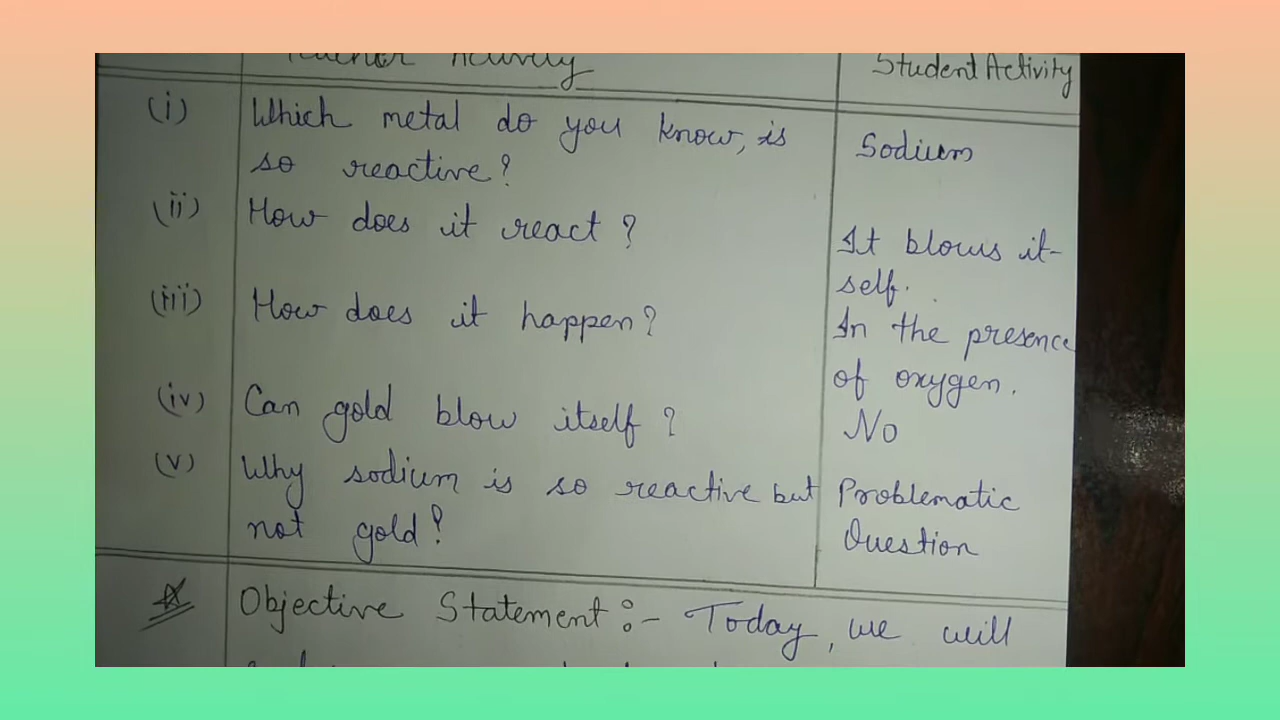 Teacher Activity Student Activity
(i) Which metal do you know, is Sodium
so reactive?
(ii) How does it react ? It blows it-
self.
(iii) How does it happen? In the presence
of oxygen.
(iv) Can gold blow itself ? No
(v) Why sodium is so reactive but Problematic
not gold? Question
Objective Statement :- Today, we will